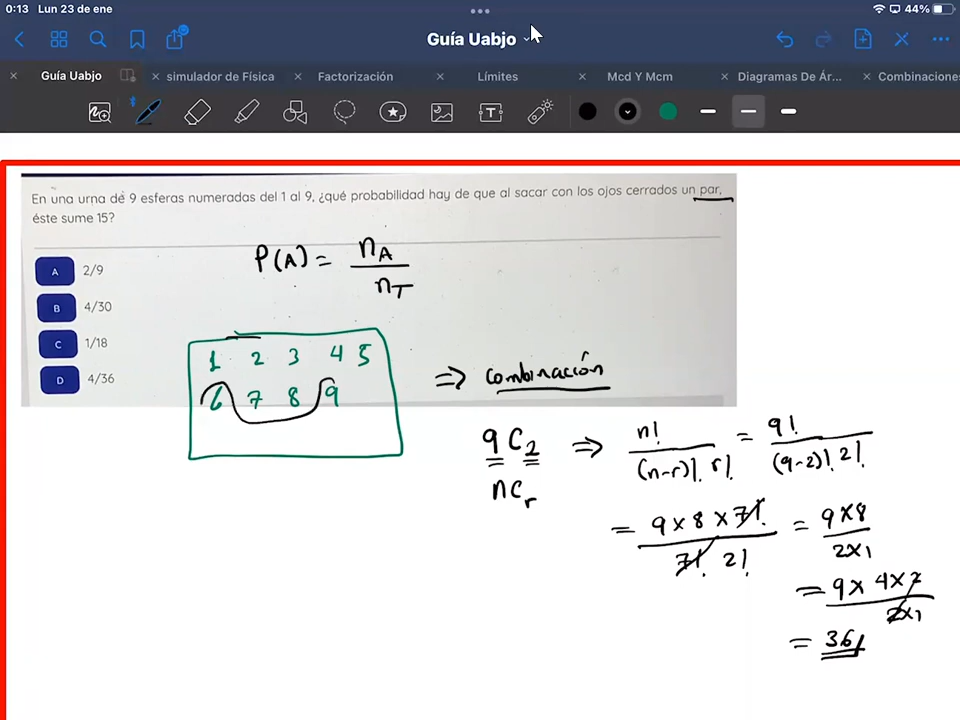 0:13 Lun 23 de ene
44%
Guía Uabjo
Guía Uabjo
simulador de Física
Factorización
Límites
Mcd Y Mcm
Diagramas De Ár...
Combinaciones
En una urna de 9 esferas numeradas del 1 al 9, ¿qué probabilidad hay de que al sacar con los ojos cerrados un par,
éste sume 15?
A 2/9
B 4/30
C 1/18
D 4/36
P(A) = nA / nT
1 2 3 4 5
6 7 8 9
=> combinación
9C2 => n! / (n-r)! r! = 9! / (9-2)! 2!
nCr
= 9 x 8 x 7! / 7! 2! = 9x8 / 2x1
= 9x 4x2 / 2x1
= 36